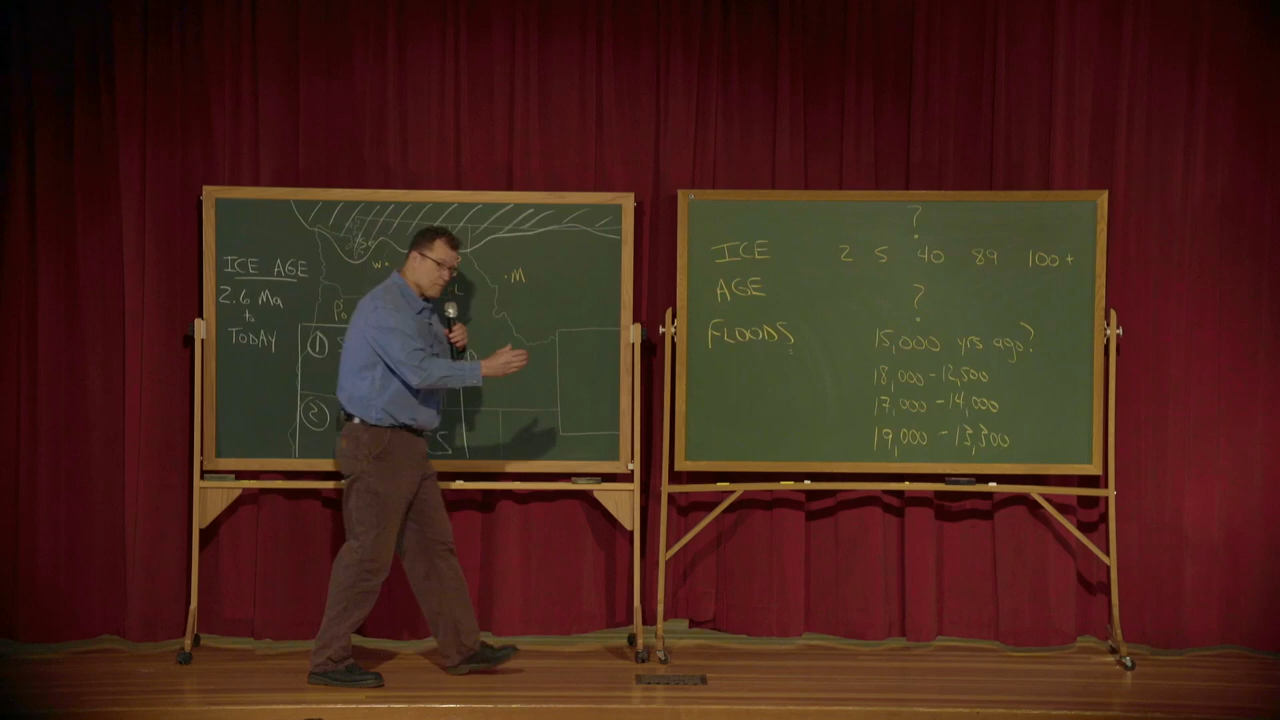 ICE AGE
2.6 Ma
to
TODAY
W
M
L
P
1
2
S
?
ICE 2 5 40 89 100+
AGE ?
FLOODS 15,000 yrs ago?
18,000 - 12,500
17,000 - 14,000
19,000 - 13,300